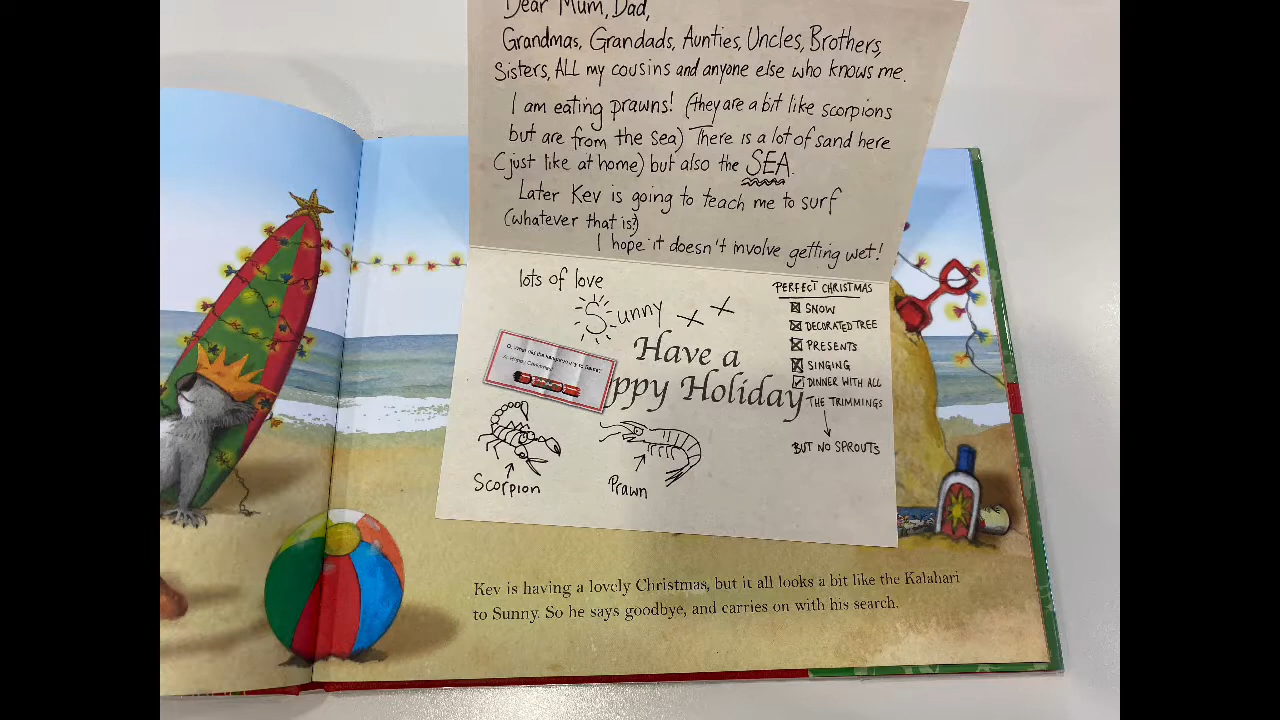 Dear Mum, Dad,
Grandmas, Grandads, Aunties, Uncles, Brothers,
Sisters, ALL my cousins and anyone else who knows me.
I am eating prawns! (they are a bit like scorpions
but are from the sea) There is a lot of sand here
(just like at home) but also the SEA.
Later Kev is going to teach me to surf
(whatever that is?)
I hope it doesn't involve getting wet!
lots of love
Sunny x x
Have a
ppy Holiday
Scorpion
Prawn
PERFECT CHRISTMAS
SNOW
DECORATED TREE
PRESENTS
SINGING
DINNER WITH ALL
THE TRIMMINGS
BUT NO SPROUTS
Kev is having a lovely Christmas, but it all looks a bit like the Kalahari
to Sunny. So he says goodbye, and carries on with his search.